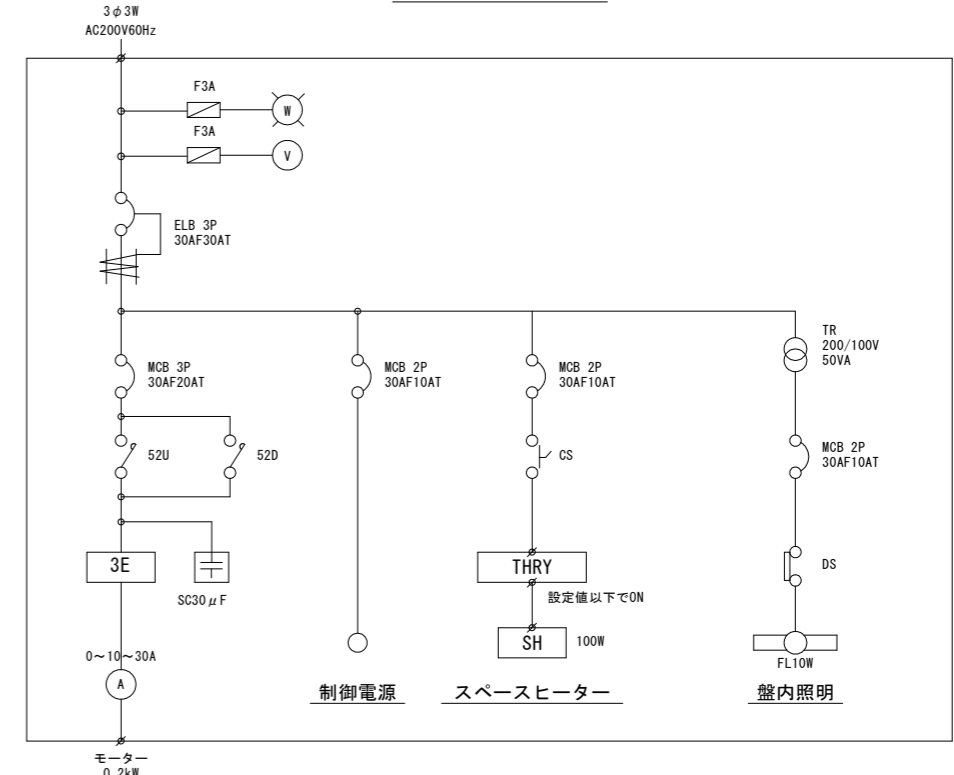 3φ3W
AC200V60Hz
F3A
W
F3A
V
ELB 3P
30AF30AT
MCB 3P
30AF20AT
MCB 2P
30AF10AT
MCB 2P
30AF10AT
TR
200/100V
50VA
52U
52D
CS
MCB 2P
30AF10AT
3E
SC30μF
THRY
設定値以下でON
DS
SH
100W
FL10W
0～10～30A
A
制御電源
スペースヒーター
盤内照明
モーター
0.2kW